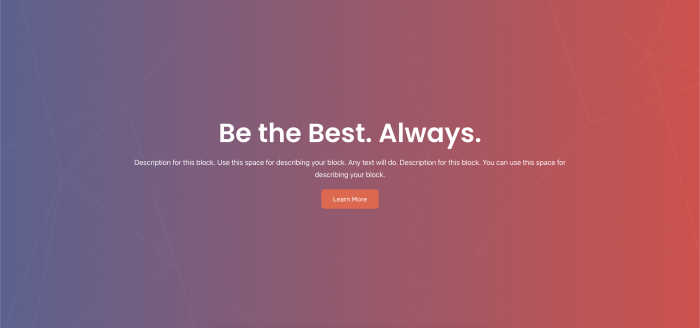 Be the Best. Always.
Description for this block. Use this space for describing your block. Any text will do. Description for this block. You can use this space for
describing your block.
Learn More